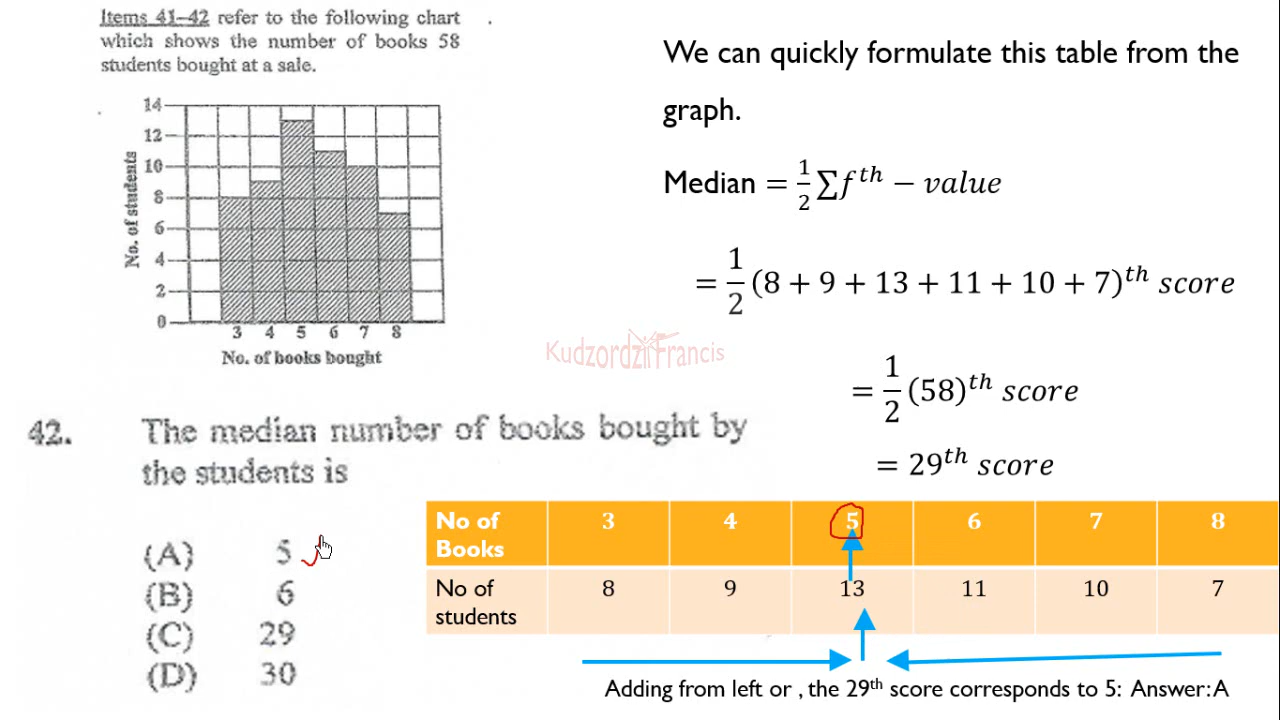 Items 41–42 refer to the following chart
which shows the number of books 58
students bought at a sale.
14
12
10
8
6
4
2
0
No. of students
3 4 5 6 7 8
No. of books bought
42. The median number of books bought by
the students is
(A) 5
(B) 6
(C) 29
(D) 30
We can quickly formulate this table from the
graph.
Median = 1/2 ∑f^th − value
= 1/2 (8 + 9 + 13 + 11 + 10 + 7)^th score
= 1/2 (58)^th score
= 29^th score
Kudzordzi Francis
No of Books 3 4 5 6 7 8
No of students 8 9 13 11 10 7
Adding from left or , the 29th score corresponds to 5: Answer:A